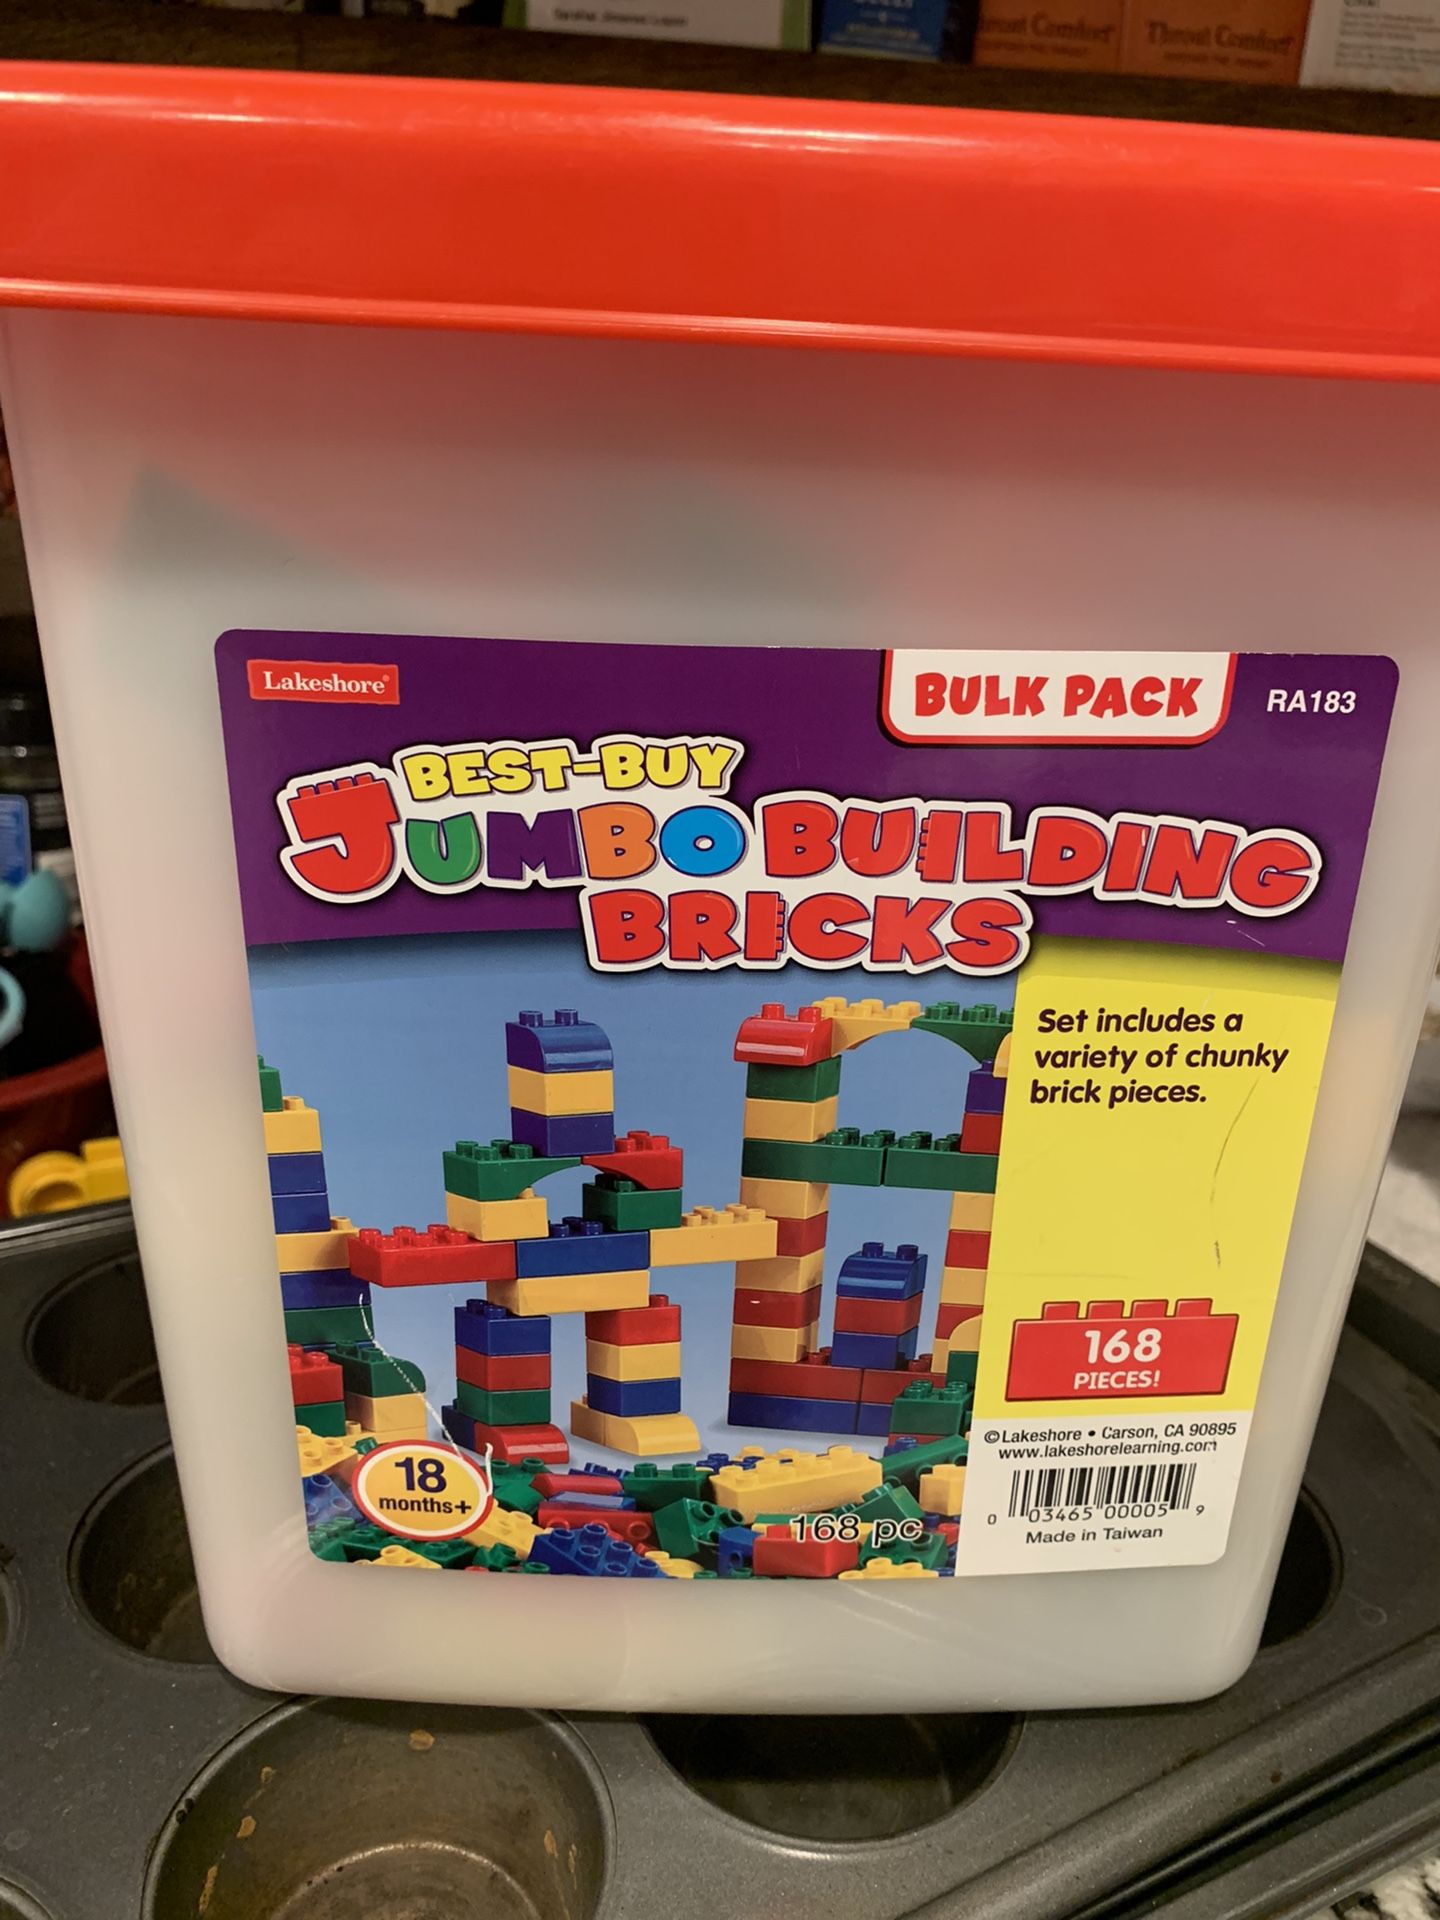 Throat Comfort
Throat Comfort
Lakeshore®
BULK PACK
RA183
BEST-BUY
JUMBO BUILDING
BRICKS
Set includes a
variety of chunky
brick pieces.
168
PIECES!
©Lakeshore • Carson, CA 90895
www.lakeshorelearning.com
0 03465 00005 9
Made in Taiwan
18
months+
168 pc